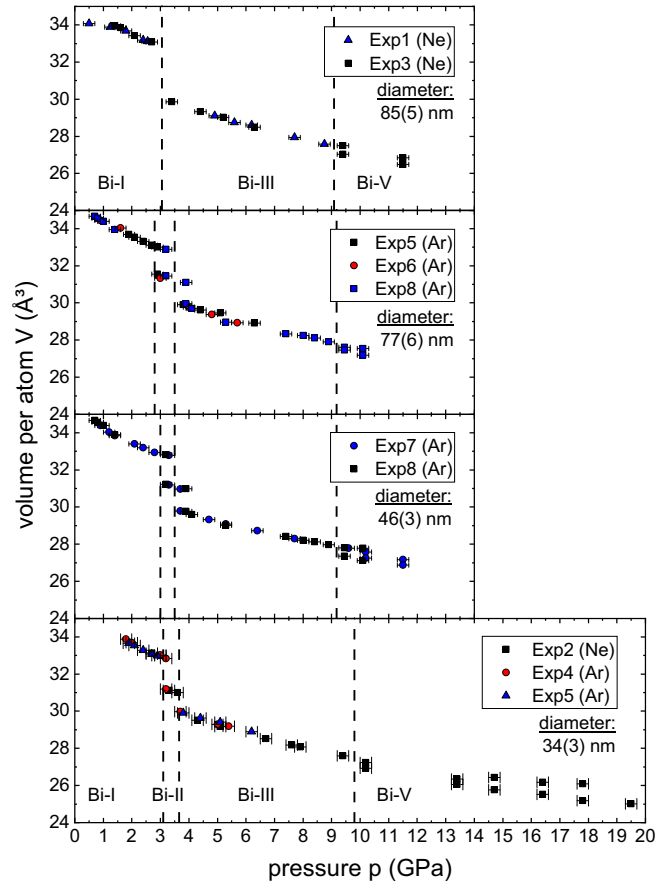 34
32
30
28
26
24
Exp1 (Ne)
Exp3 (Ne)
diameter:
85(5) nm
Bi-I
Bi-III
Bi-V
34
32
30
28
26
24
Exp5 (Ar)
Exp6 (Ar)
Exp8 (Ar)
diameter:
77(6) nm
34
32
30
28
26
24
Exp7 (Ar)
Exp8 (Ar)
diameter:
46(3) nm
34
32
30
28
26
24
Exp2 (Ne)
Exp4 (Ar)
Exp5 (Ar)
diameter:
34(3) nm
Bi-I
Bi-II
Bi-III
Bi-V
volume per atom V (Å³)
0 1 2 3 4 5 6 7 8 9 10 11 12 13 14 15 16 17 18 19 20
pressure p (GPa)